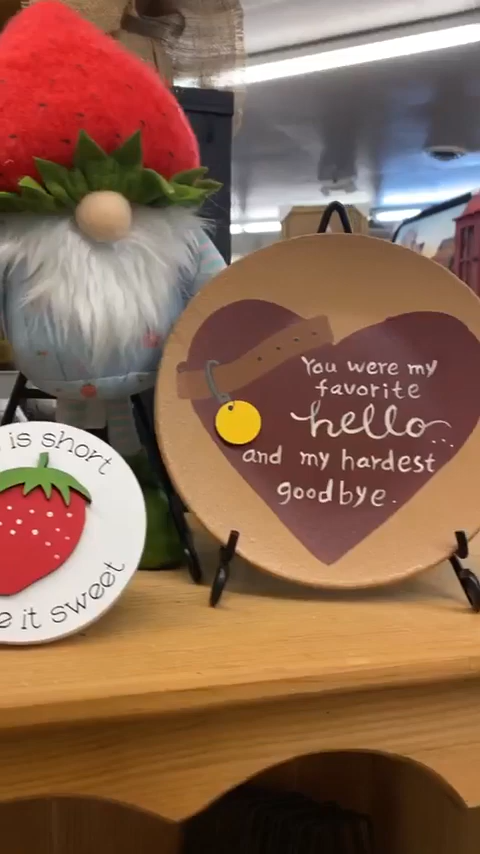 You were my
favorite
hello...
and my hardest
goodbye.
is short
it sweet